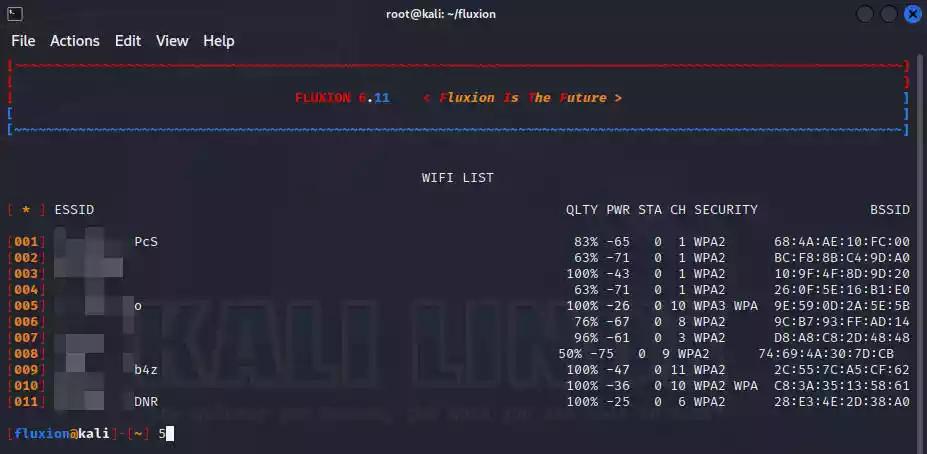 root@kali: ~/fluxion
File Actions Edit View Help
FLUXION 6.11 < Fluxion Is The Future >
WIFI LIST
[ * ] ESSID QLTY PWR STA CH SECURITY BSSID
[001] PcS 83% -65 0 1 WPA2 68:4A:AE:10:FC:00
[002] 63% -71 0 1 WPA2 BC:F8:8B:C4:9D:A0
[003] 100% -43 0 1 WPA2 10:9F:4F:8D:9D:20
[004] 63% -71 0 1 WPA2 26:0F:5E:16:B1:E0
[005] o 100% -26 0 10 WPA3 WPA 9E:59:0D:2A:5E:5B
[006] 76% -67 0 8 WPA2 9C:B7:93:FF:AD:14
[007] 96% -61 0 3 WPA2 D8:A8:C8:2D:48:48
[008] 50% -75 0 9 WPA2 74:69:4A:30:7D:CB
[009] b4z 100% -47 0 11 WPA2 2C:55:7C:A5:CF:62
[010] 100% -36 0 10 WPA2 WPA C8:3A:35:13:58:61
[011] DNR 100% -25 0 6 WPA2 28:E3:4E:2D:38:A0
[fluxion@kali]-[~] 5
KALI LIN